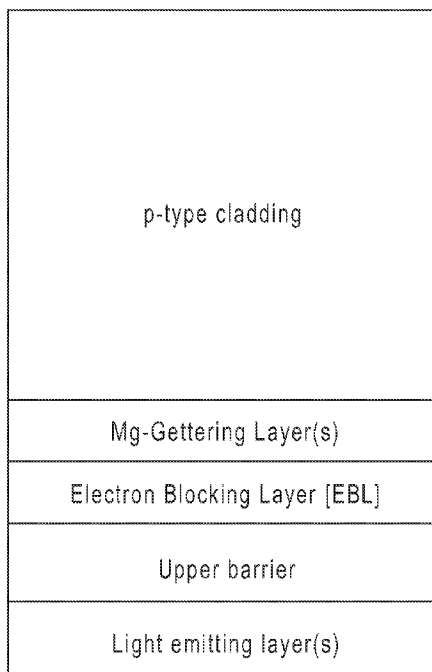 p-type cladding
Mg-Gettering Layer(s)
Electron Blocking Layer [EBL]
Upper barrier
Light emitting layer(s)